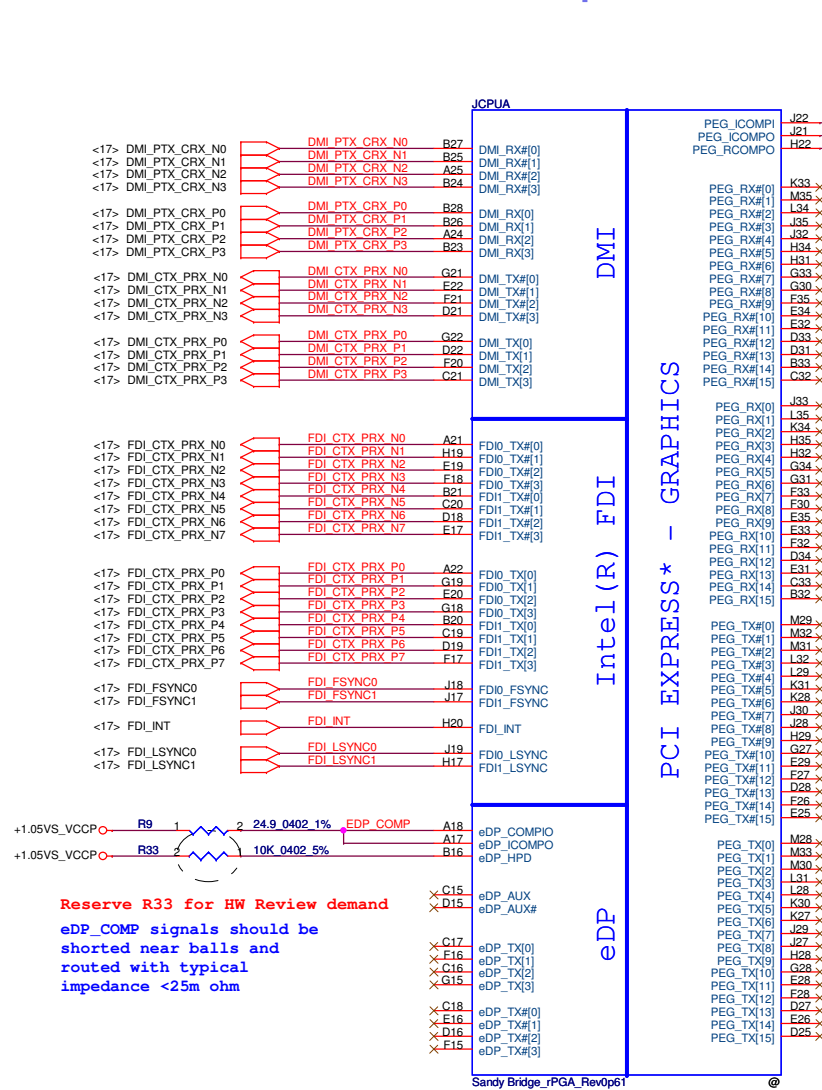 JCPUA
<17> DMI_PTX_CRX_N0 DMI_PTX_CRX_N0 B27 DMI_RX#[0]
<17> DMI_PTX_CRX_N1 DMI_PTX_CRX_N1 B25 DMI_RX#[1]
<17> DMI_PTX_CRX_N2 DMI_PTX_CRX_N2 A25 DMI_RX#[2]
<17> DMI_PTX_CRX_N3 DMI_PTX_CRX_N3 B24 DMI_RX#[3]
<17> DMI_PTX_CRX_P0 DMI_PTX_CRX_P0 B28 DMI_RX[0]
<17> DMI_PTX_CRX_P1 DMI_PTX_CRX_P1 B26 DMI_RX[1]
<17> DMI_PTX_CRX_P2 DMI_PTX_CRX_P2 A24 DMI_RX[2]
<17> DMI_PTX_CRX_P3 DMI_PTX_CRX_P3 B23 DMI_RX[3]
<17> DMI_CTX_PRX_N0 DMI_CTX_PRX_N0 G21 DMI_TX#[0]
<17> DMI_CTX_PRX_N1 DMI_CTX_PRX_N1 E22 DMI_TX#[1]
<17> DMI_CTX_PRX_N2 DMI_CTX_PRX_N2 F21 DMI_TX#[2]
<17> DMI_CTX_PRX_N3 DMI_CTX_PRX_N3 D21 DMI_TX#[3]
<17> DMI_CTX_PRX_P0 DMI_CTX_PRX_P0 G22 DMI_TX[0]
<17> DMI_CTX_PRX_P1 DMI_CTX_PRX_P1 D22 DMI_TX[1]
<17> DMI_CTX_PRX_P2 DMI_CTX_PRX_P2 F20 DMI_TX[2]
<17> DMI_CTX_PRX_P3 DMI_CTX_PRX_P3 C21 DMI_TX[3]
DMI
<17> FDI_CTX_PRX_N0 FDI_CTX_PRX_N0 A21 FDI0_TX#[0]
<17> FDI_CTX_PRX_N1 FDI_CTX_PRX_N1 H19 FDI0_TX#[1]
<17> FDI_CTX_PRX_N2 FDI_CTX_PRX_N2 E19 FDI0_TX#[2]
<17> FDI_CTX_PRX_N3 FDI_CTX_PRX_N3 F18 FDI0_TX#[3]
<17> FDI_CTX_PRX_N4 FDI_CTX_PRX_N4 B21 FDI1_TX#[0]
<17> FDI_CTX_PRX_N5 FDI_CTX_PRX_N5 C20 FDI1_TX#[1]
<17> FDI_CTX_PRX_N6 FDI_CTX_PRX_N6 D18 FDI1_TX#[2]
<17> FDI_CTX_PRX_N7 FDI_CTX_PRX_N7 E17 FDI1_TX#[3]
<17> FDI_CTX_PRX_P0 FDI_CTX_PRX_P0 A22 FDI0_TX[0]
<17> FDI_CTX_PRX_P1 FDI_CTX_PRX_P1 G19 FDI0_TX[1]
<17> FDI_CTX_PRX_P2 FDI_CTX_PRX_P2 E20 FDI0_TX[2]
<17> FDI_CTX_PRX_P3 FDI_CTX_PRX_P3 G18 FDI0_TX[3]
<17> FDI_CTX_PRX_P4 FDI_CTX_PRX_P4 B20 FDI1_TX[0]
<17> FDI_CTX_PRX_P5 FDI_CTX_PRX_P5 C19 FDI1_TX[1]
<17> FDI_CTX_PRX_P6 FDI_CTX_PRX_P6 D19 FDI1_TX[2]
<17> FDI_CTX_PRX_P7 FDI_CTX_PRX_P7 F17 FDI1_TX[3]
<17> FDI_FSYNC0 FDI_FSYNC0 J18 FDI0_FSYNC
<17> FDI_FSYNC1 FDI_FSYNC1 J17 FDI1_FSYNC
<17> FDI_INT FDI_INT H20 FDI_INT
<17> FDI_LSYNC0 FDI_LSYNC0 J19 FDI0_LSYNC
<17> FDI_LSYNC1 FDI_LSYNC1 H17 FDI1_LSYNC
Intel(R) FDI
+1.05VS_VCCP R9 1 2 24.9_0402_1% EDP_COMP A18 eDP_COMPIO
A17 eDP_ICOMPO
+1.05VS_VCCP R33 2 1 10K_0402_5% B16 eDP_HPD
C15 eDP_AUX
D15 eDP_AUX#
C17 eDP_TX[0]
F16 eDP_TX[1]
C16 eDP_TX[2]
G15 eDP_TX[3]
C18 eDP_TX#[0]
E16 eDP_TX#[1]
D16 eDP_TX#[2]
F15 eDP_TX#[3]
eDP
Reserve R33 for HW Review demand
eDP_COMP signals should be
shorted near balls and
routed with typical
impedance <25m ohm
PCI EXPRESS* - GRAPHICS
PEG_ICOMPI J22
PEG_ICOMPO J21
PEG_RCOMPO H22
PEG_RX#[0] K33
PEG_RX#[1] M35
PEG_RX#[2] L34
PEG_RX#[3] J35
PEG_RX#[4] J32
PEG_RX#[5] H34
PEG_RX#[6] H31
PEG_RX#[7] G33
PEG_RX#[8] G30
PEG_RX#[9] F35
PEG_RX#[10] E34
PEG_RX#[11] E32
PEG_RX#[12] D33
PEG_RX#[13] D31
PEG_RX#[14] B33
PEG_RX#[15] C32
PEG_RX[0] J33
PEG_RX[1] L35
PEG_RX[2] K34
PEG_RX[3] H35
PEG_RX[4] H32
PEG_RX[5] G34
PEG_RX[6] G31
PEG_RX[7] F33
PEG_RX[8] F30
PEG_RX[9] E35
PEG_RX[10] E33
PEG_RX[11] F32
PEG_RX[12] D34
PEG_RX[13] E31
PEG_RX[14] C33
PEG_RX[15] B32
PEG_TX#[0] M29
PEG_TX#[1] M32
PEG_TX#[2] M31
PEG_TX#[3] L32
PEG_TX#[4] L29
PEG_TX#[5] K31
PEG_TX#[6] K28
PEG_TX#[7] J30
PEG_TX#[8] J28
PEG_TX#[9] H29
PEG_TX#[10] G27
PEG_TX#[11] E29
PEG_TX#[12] F27
PEG_TX#[13] D28
PEG_TX#[14] F26
PEG_TX#[15] E25
PEG_TX[0] M28
PEG_TX[1] M33
PEG_TX[2] M30
PEG_TX[3] L31
PEG_TX[4] L28
PEG_TX[5] K30
PEG_TX[6] K27
PEG_TX[7] J29
PEG_TX[8] J27
PEG_TX[9] H28
PEG_TX[10] G28
PEG_TX[11] E28
PEG_TX[12] F28
PEG_TX[13] D27
PEG_TX[14] E26
PEG_TX[15] D25
Sandy Bridge_rPGA_Rev0p61 @